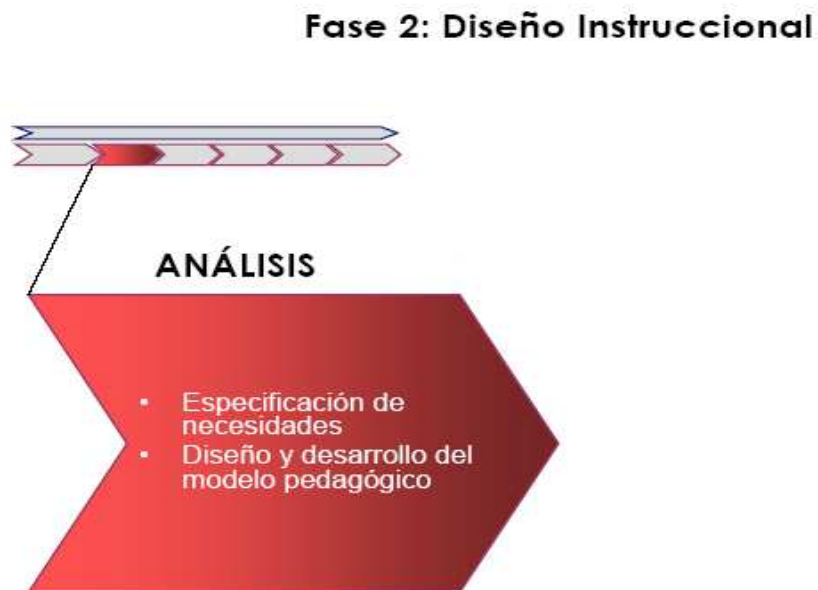 Fase 2: Diseño Instruccional
ANÁLISIS
• Especificación de
necesidades
• Diseño y desarrollo del
modelo pedagógico